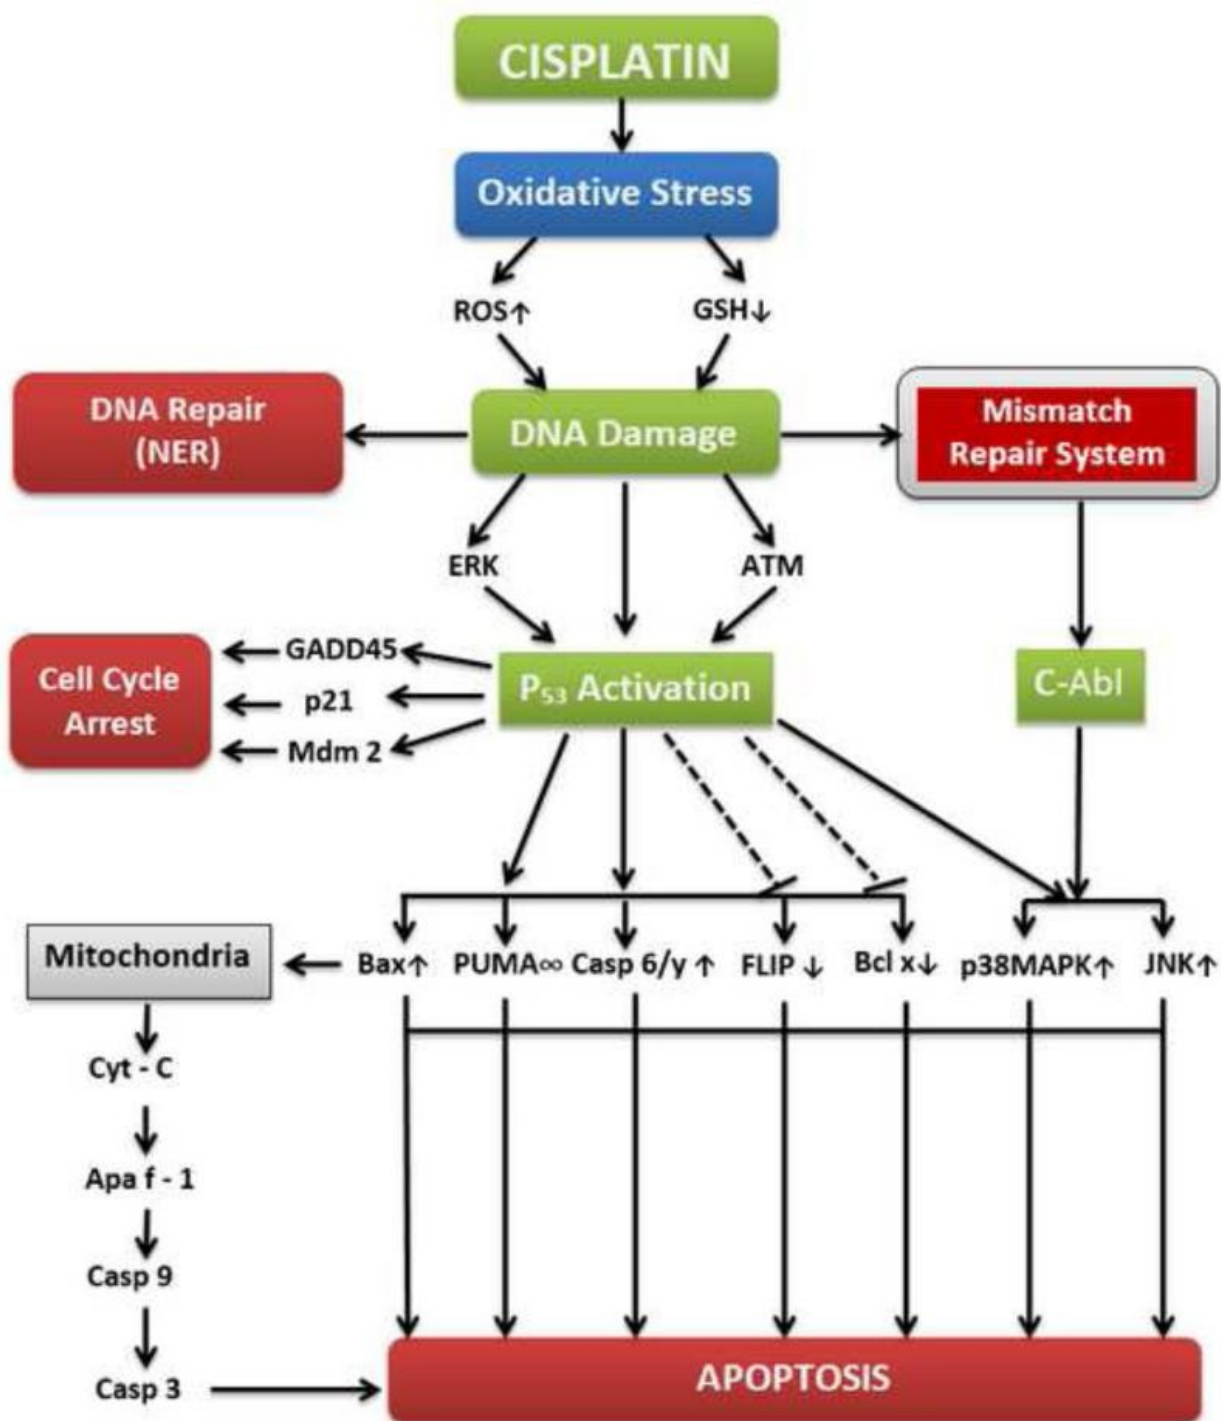 CISPLATIN
Oxidative Stress
ROS↑
GSH↓
DNA Repair
(NER)
DNA Damage
Mismatch
Repair System
ERK
ATM
Cell Cycle
Arrest
GADD45
p21
Mdm 2
P₅₃ Activation
C-Abl
Mitochondria
Bax↑
PUMA∞
Casp 6/y ↑
FLIP ↓
Bcl x↓
p38MAPK↑
JNK↑
Cyt - C
Apa f - 1
Casp 9
Casp 3
APOPTOSIS